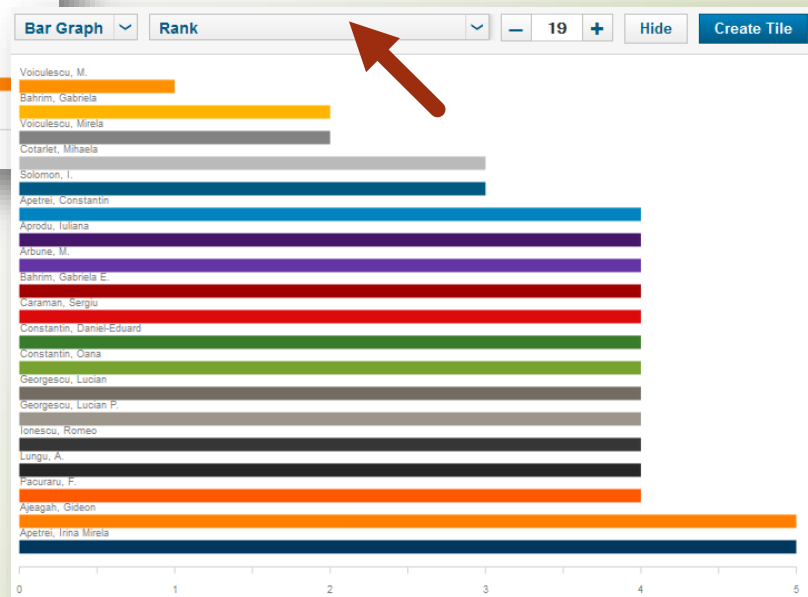 Bar Graph Rank – 19 + Hide Create Tile
Voiculescu, M.
Bahrim, Gabriela
Voiculescu, Mirela
Cotarlet, Mihaela
Solomon, I.
Apetrei, Constantin
Aprodu, Iuliana
Arbune, M.
Bahrim, Gabriela E.
Caraman, Sergiu
Constantin, Daniel-Eduard
Constantin, Oana
Georgescu, Lucian
Georgescu, Lucian P.
Ionescu, Romeo
Lungu, A.
Pacuraru, F.
Ajeagah, Gideon
Apetrei, Irina Mirela
0 1 2 3 4 5